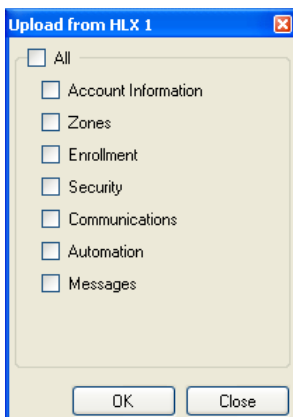 Upload from HLX 1
All
Account Information
Zones
Enrollment
Security
Communications
Automation
Messages
OK Close